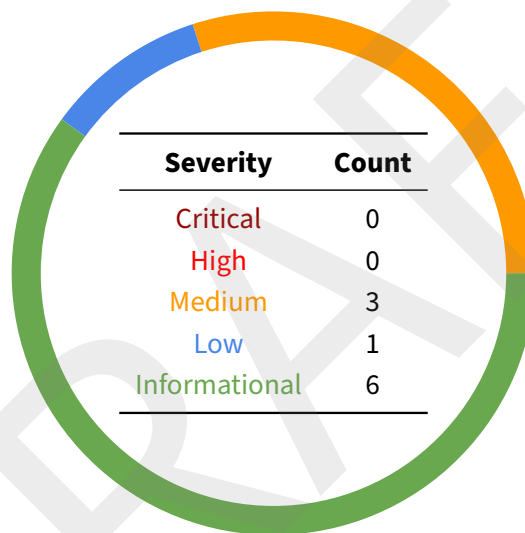 Severity Count
Critical 0
High 0
Medium 3
Low 1
Informational 6